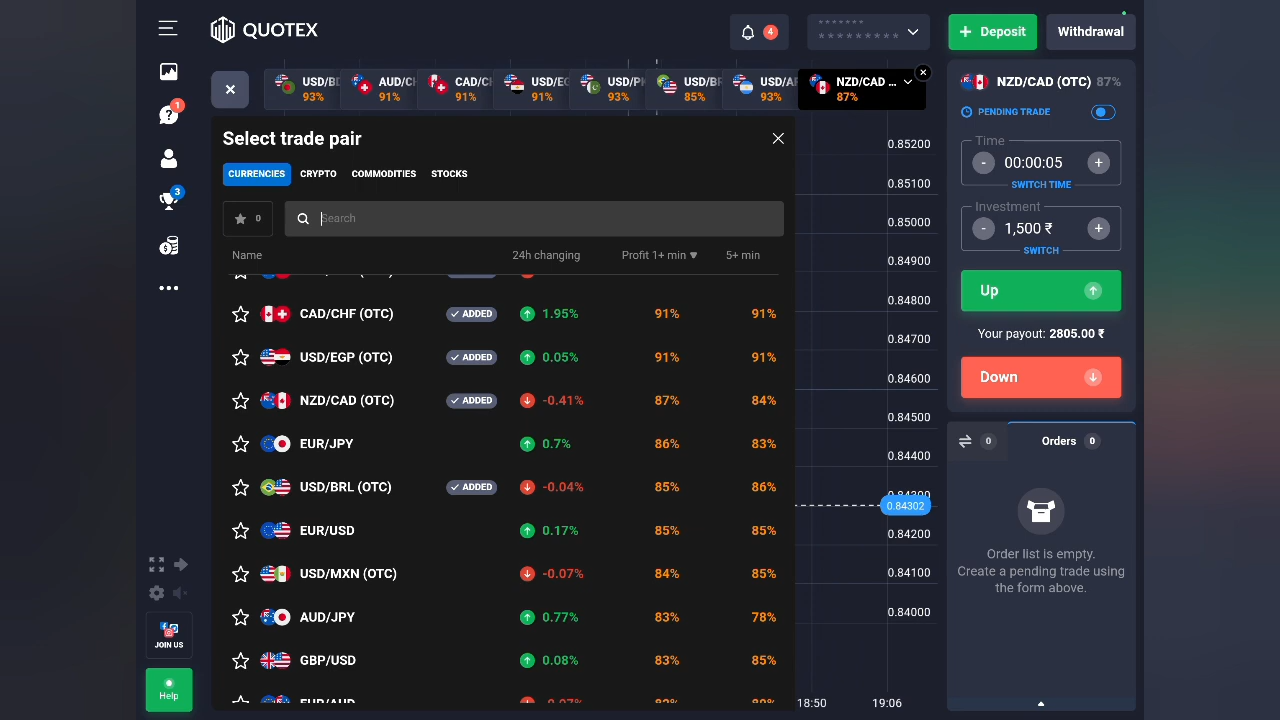 QUOTEX
4
*******
*********
+ Deposit
Withdrawal
93%
AUD/
91%
CAD/
91%
91%
93%
85%
93%
NZD/CAD ...
87%
NZD/CAD (OTC) 87%
PENDING TRADE
Time
- 00:00:05 +
SWITCH TIME
Investment
- 1,500 ₹ +
SWITCH
Up
Your payout: 2805.00 ₹
Down
0
Orders 0
Order list is empty.
Create a pending trade using
the form above.
1
3
JOIN US
Help
Select trade pair
CURRENCIES CRYPTO COMMODITIES STOCKS
0 Search
Name 24h changing Profit 1+ min 5+ min
CAD/CHF (OTC) ADDED 1.95% 91% 91%
USD/EGP (OTC) ADDED 0.05% 91% 91%
NZD/CAD (OTC) ADDED -0.41% 87% 84%
EUR/JPY 0.7% 86% 83%
USD/BRL (OTC) ADDED -0.04% 85% 86%
EUR/USD 0.17% 85% 85%
USD/MXN (OTC) -0.07% 84% 85%
AUD/JPY 0.77% 83% 78%
GBP/USD 0.08% 83% 85%
0.85200
0.85100
0.85000
0.84900
0.84800
0.84700
0.84600
0.84500
0.84400
0.84302
0.84200
0.84100
0.84000
18:50 19:06